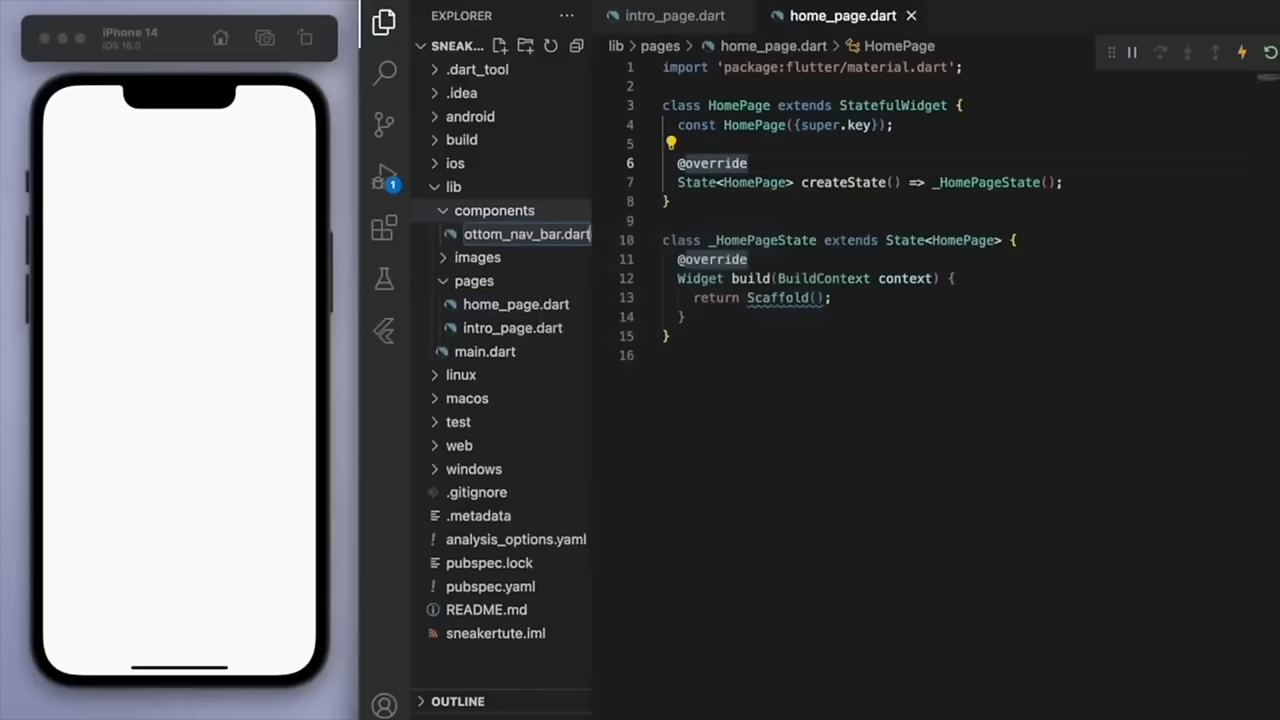 iPhone 14
iOS 16.0
EXPLORER
SNEAK...
.dart_tool
.idea
android
build
ios
lib
components
ottom_nav_bar.dart
images
pages
home_page.dart
intro_page.dart
main.dart
linux
macos
test
web
windows
.gitignore
.metadata
analysis_options.yaml
pubspec.lock
pubspec.yaml
README.md
sneakertute.iml
OUTLINE
1
intro_page.dart
home_page.dart
lib > pages > home_page.dart > HomePage
1 import 'package:flutter/material.dart';
2
3 class HomePage extends StatefulWidget {
4 const HomePage({super.key});
5
6 @override
7 State<HomePage> createState() => _HomePageState();
8 }
9
10 class _HomePageState extends State<HomePage> {
11 @override
12 Widget build(BuildContext context) {
13 return Scaffold();
14 }
15 }
16